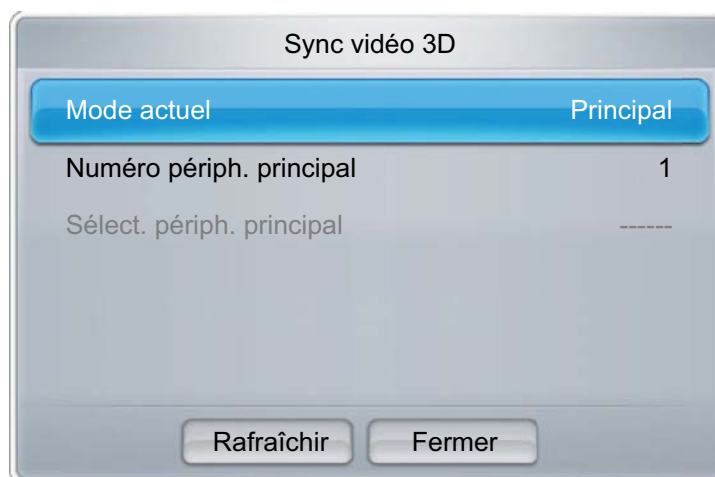 Sync vidéo 3D
Mode actuel Principal
Numéro périph. principal 1
Sélect. périph. principal ------
Rafraîchir Fermer